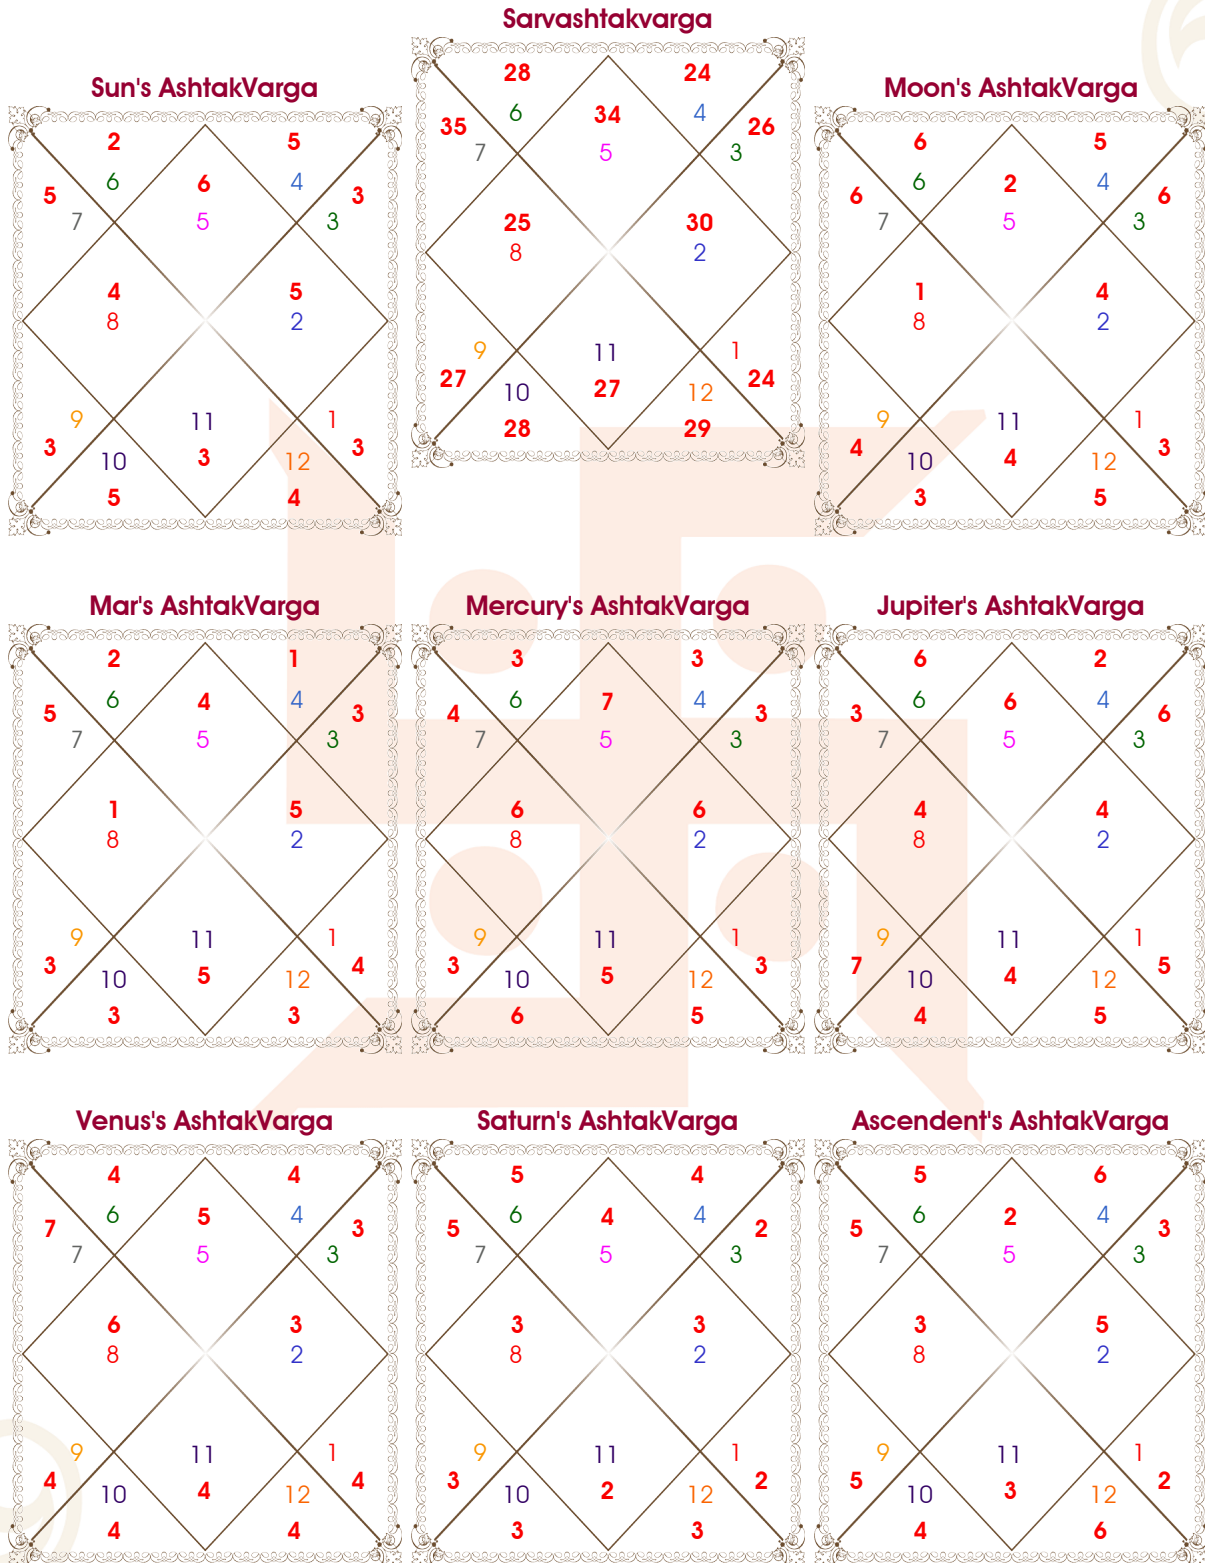 Sarvashtakvarga
28 24
6 34 4
35 26
7 5 3
25 30
8 2
9 11 1
27 10 27 12 24
28 29
Sun's AshtakVarga
2 5
6 6 4
5 3
7 5 3
4 5
8 2
9 11 1
3 10 3 12 3
5 4
Moon's AshtakVarga
6 5
6 2 4
6 6
7 5 3
1 4
8 2
9 11 1
4 10 4 12 3
3 5
Mar's AshtakVarga
2 1
6 4 4
5 3
7 5 3
1 5
8 2
9 11 1
3 10 5 12 4
3 3
Mercury's AshtakVarga
3 3
6 7 4
4 3
7 5 3
6 6
8 2
9 11 1
3 10 5 12 3
6 5
Jupiter's AshtakVarga
6 2
6 6 4
3 6
7 5 3
4 4
8 2
9 11 1
7 10 4 12 5
4 5
Venus's AshtakVarga
4 4
6 5 4
7 3
7 5 3
6 3
8 2
9 11 1
4 10 4 12 4
4 4
Saturn's AshtakVarga
5 4
6 4 4
5 2
7 5 3
3 3
8 2
9 11 1
3 10 2 12 2
3 3
Ascendent's AshtakVarga
5 6
6 2 4
5 3
7 5 3
3 5
8 2
9 11 1
5 10 3 12 2
4 6